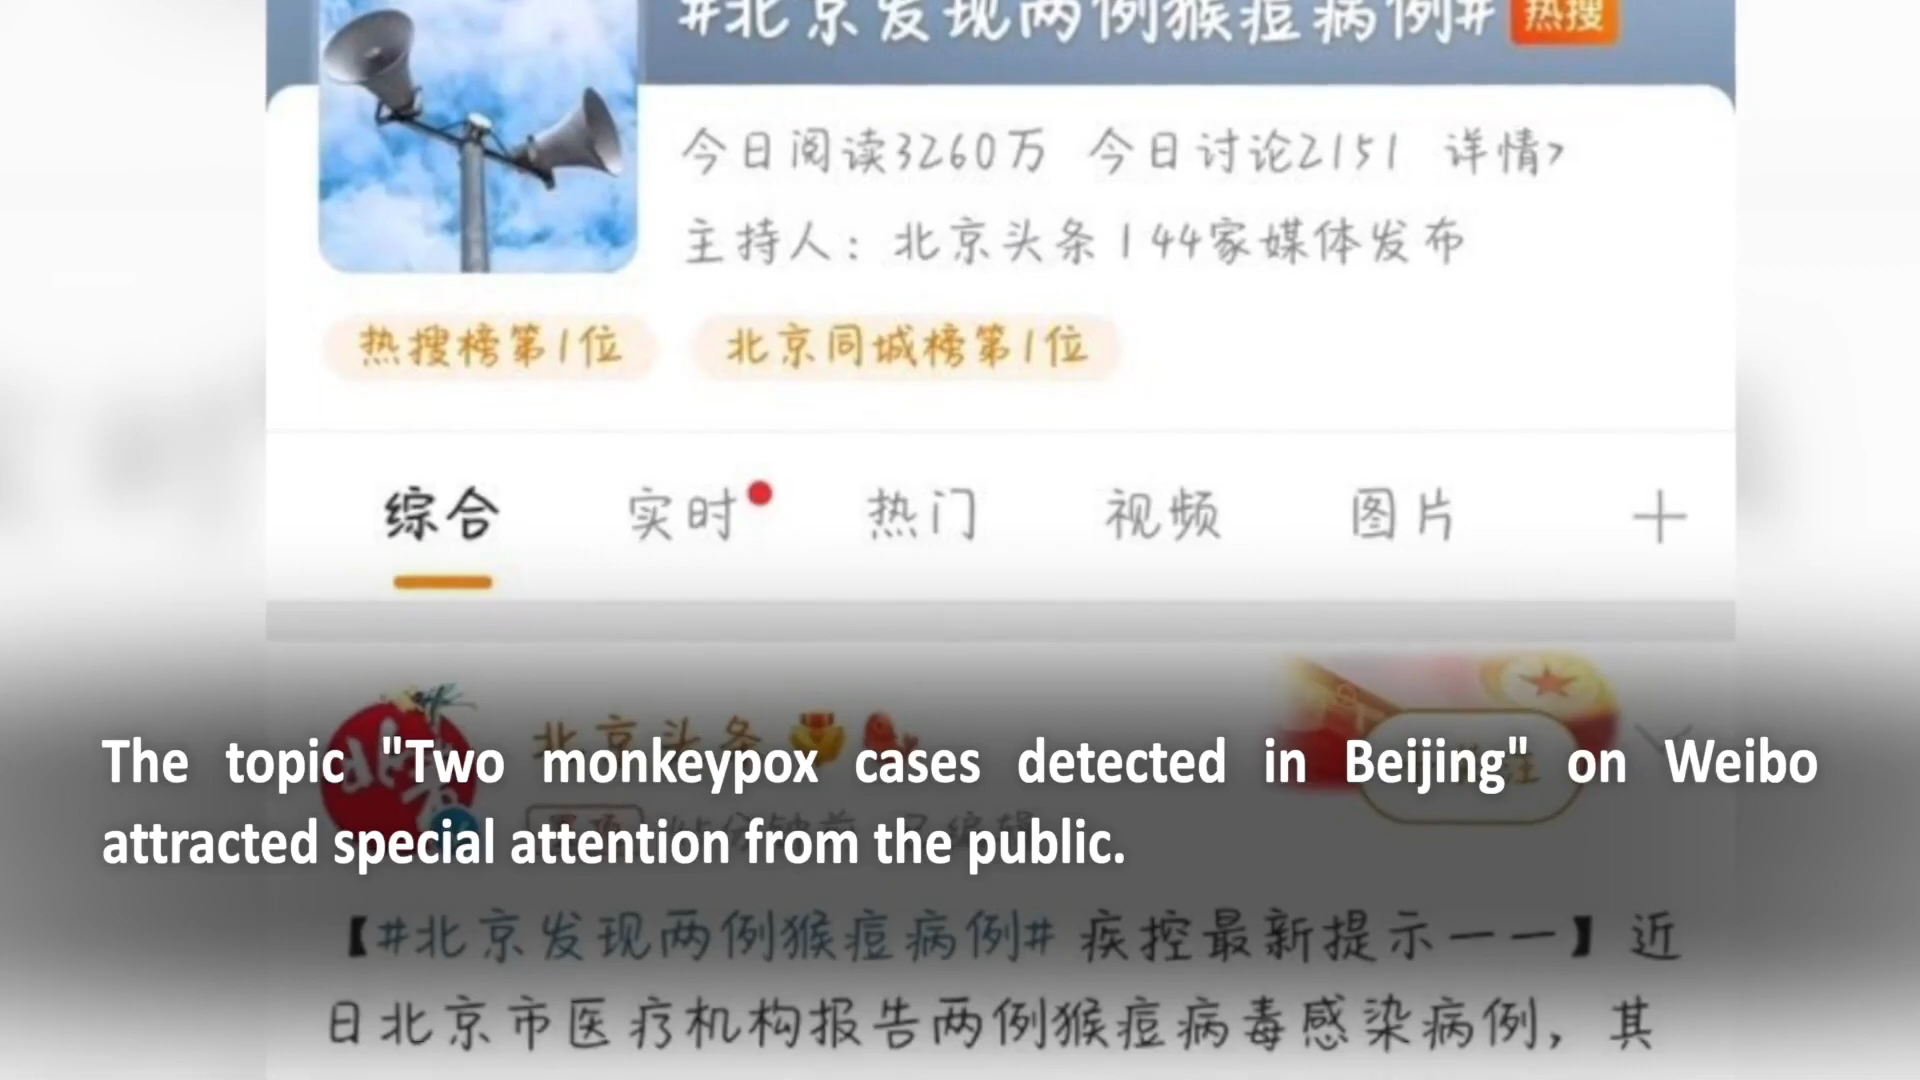 #北京发现两例猴痘病例# 热搜
今日阅读3260万 今日讨论2151 详情>
主持人：北京头条 | 44家媒体发布
热搜榜第1位 北京同城榜第1位
综合 实时 热门 视频 图片 +
北京头条
The topic "Two monkeypox cases detected in Beijing" on Weibo
attracted special attention from the public.
【#北京发现两例猴痘病例# 疾控最新提示一一】近
日北京市医疗机构报告两例猴痘病毒感染病例，其